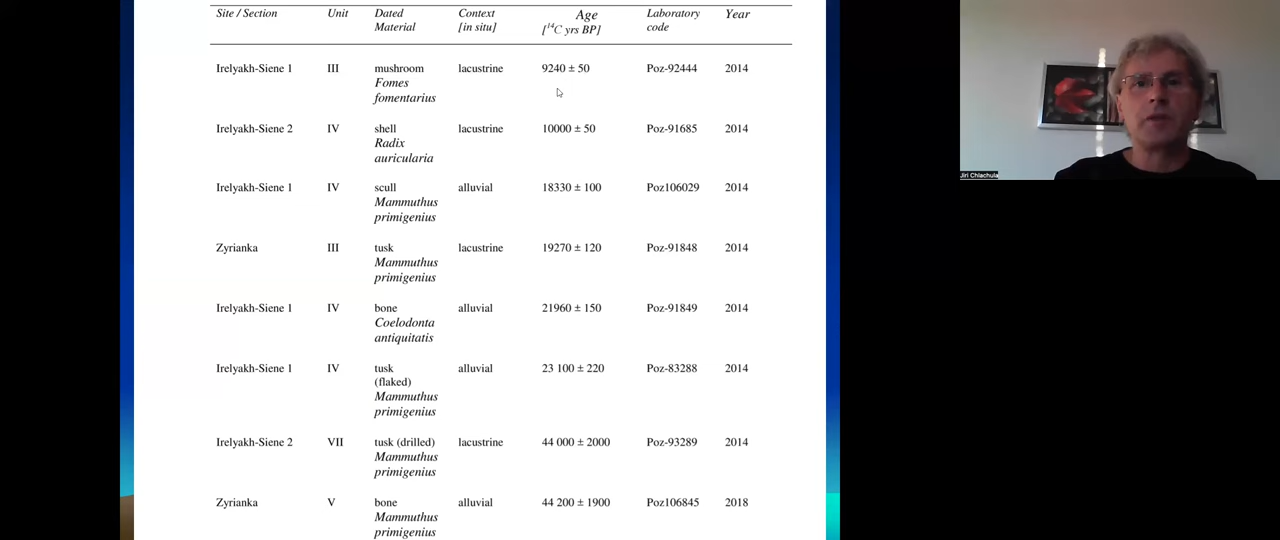 Site / Section Unit Dated Material Context [in situ] Age [14C yrs BP] Laboratory code Year
Irelyakh-Siene 1 III mushroom Fomes fomentarius lacustrine 9240 ± 50 Poz-92444 2014
Irelyakh-Siene 2 IV shell Radix auricularia lacustrine 10000 ± 50 Poz-91685 2014
Irelyakh-Siene 1 IV scull Mammuthus primigenius alluvial 18330 ± 100 Poz106029 2014
Zyrianka III tusk Mammuthus primigenius lacustrine 19270 ± 120 Poz-91848 2014
Irelyakh-Siene 1 IV bone Coelodonta antiquitatis alluvial 21960 ± 150 Poz-91849 2014
Irelyakh-Siene 1 IV tusk (flaked) Mammuthus primigenius alluvial 23 100 ± 220 Poz-83288 2014
Irelyakh-Siene 2 VII tusk (drilled) Mammuthus primigenius lacustrine 44 000 ± 2000 Poz-93289 2014
Zyrianka V bone Mammuthus primigenius alluvial 44 200 ± 1900 Poz106845 2018
Jiri Chlachula